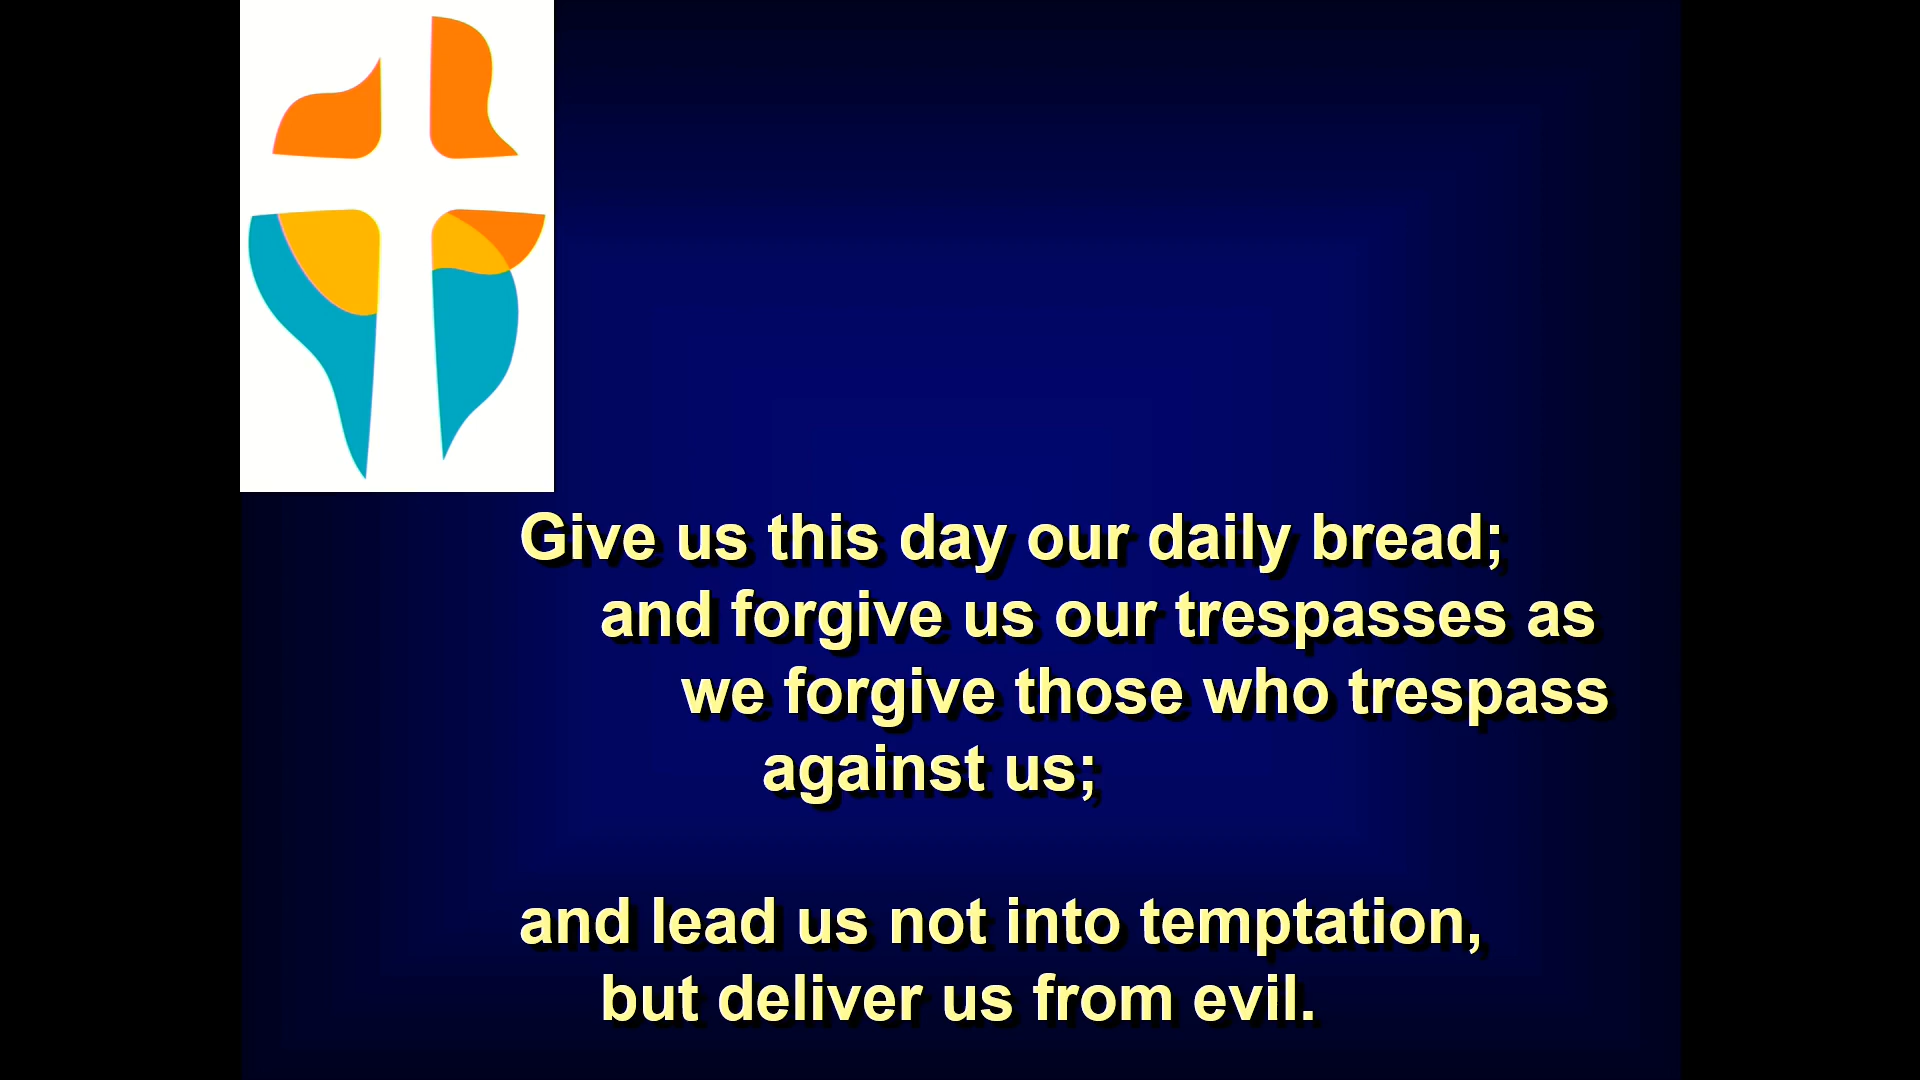 Give us this day our daily bread;
and forgive us our trespasses as
we forgive those who trespass
against us;
and lead us not into temptation,
but deliver us from evil.